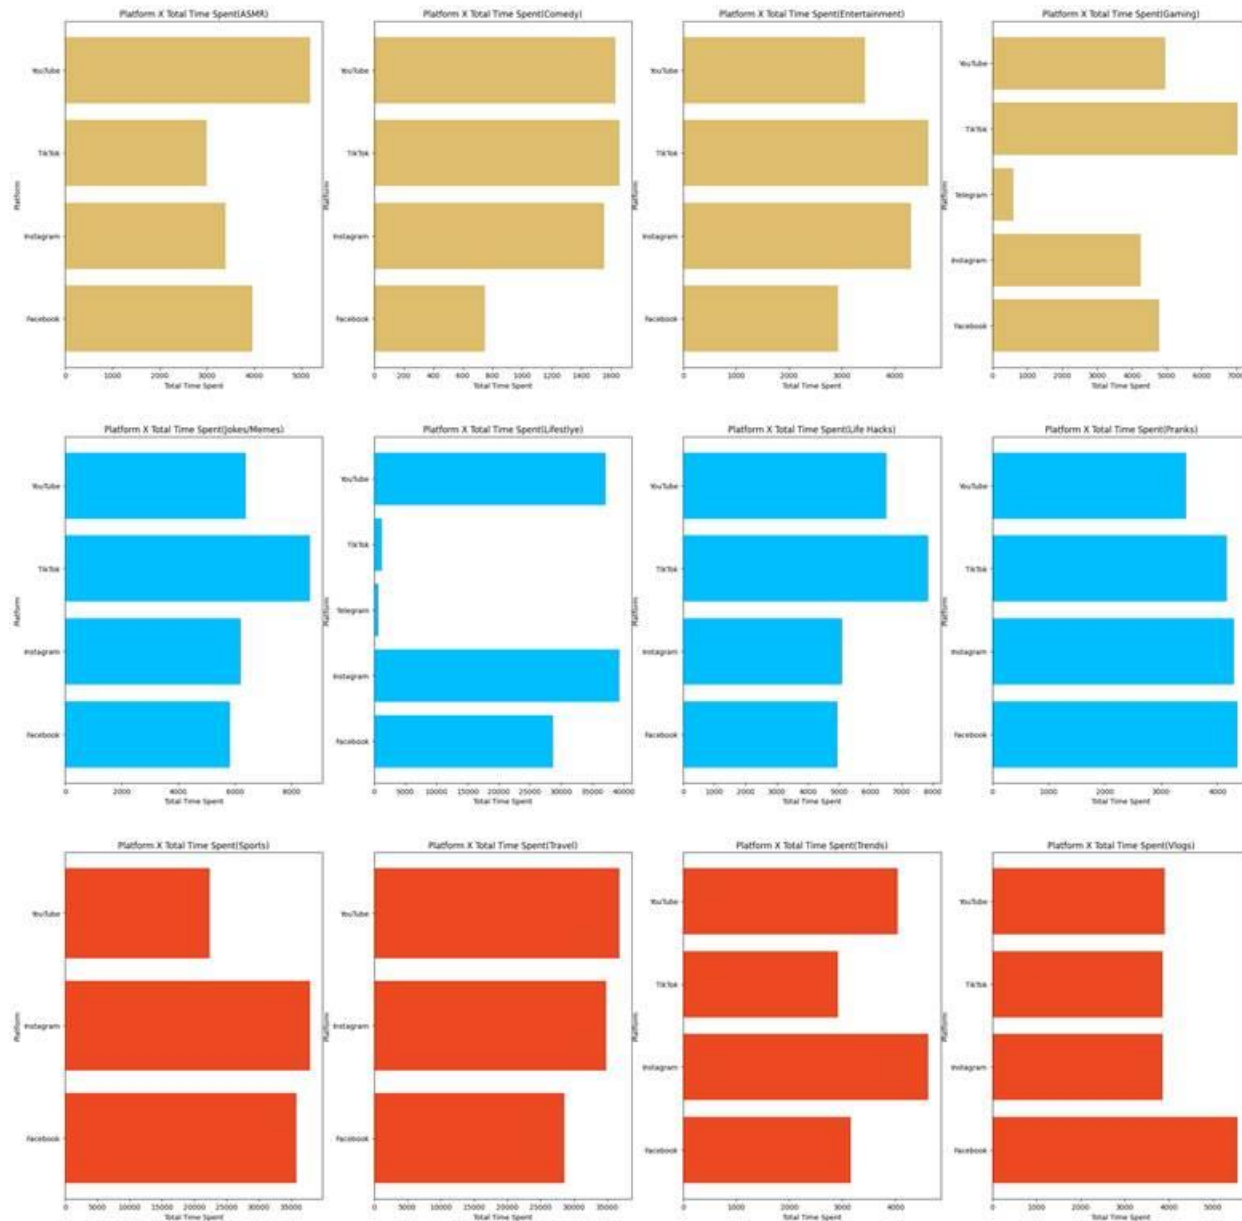 Platform X Total Time Spent(ASMR)
YouTube
TikTok
Instagram
Facebook
Platform
0 1000 2000 3000 4000 5000
Total Time Spent
Platform X Total Time Spent(Comedy)
YouTube
TikTok
Instagram
Facebook
Platform
0 200 400 600 800 1000 1200 1400 1600
Total Time Spent
Platform X Total Time Spent(Entertainment)
YouTube
TikTok
Instagram
Facebook
Platform
0 1000 2000 3000 4000
Total Time Spent
Platform X Total Time Spent(Gaming)
YouTube
TikTok
Telegram
Instagram
Facebook
Platform
0 1000 2000 3000 4000 5000 6000 7000
Total Time Spent
Platform X Total Time Spent(Jokes/Memes)
YouTube
TikTok
Instagram
Facebook
Platform
0 2000 4000 6000 8000
Total Time Spent
Platform X Total Time Spent(Lifestlye)
YouTube
TikTok
Telegram
Instagram
Facebook
Platform
0 5000 10000 15000 20000 25000 30000 35000 40000
Total Time Spent
Platform X Total Time Spent(Life Hacks)
YouTube
TikTok
Instagram
Facebook
Platform
0 1000 2000 3000 4000 5000 6000 7000 8000
Total Time Spent
Platform X Total Time Spent(Pranks)
YouTube
TikTok
Instagram
Facebook
Platform
0 1000 2000 3000 4000
Total Time Spent
Platform X Total Time Spent(Sports)
YouTube
Instagram
Facebook
Platform
0 5000 10000 15000 20000 25000 30000 35000
Total Time Spent
Platform X Total Time Spent(Travel)
YouTube
Instagram
Facebook
Platform
0 5000 10000 15000 20000 25000 30000 35000
Total Time Spent
Platform X Total Time Spent(Trends)
YouTube
TikTok
Instagram
Facebook
Platform
0 1000 2000 3000 4000
Total Time Spent
Platform X Total Time Spent(Vlogs)
YouTube
TikTok
Instagram
Facebook
Platform
0 1000 2000 3000 4000 5000
Total Time Spent